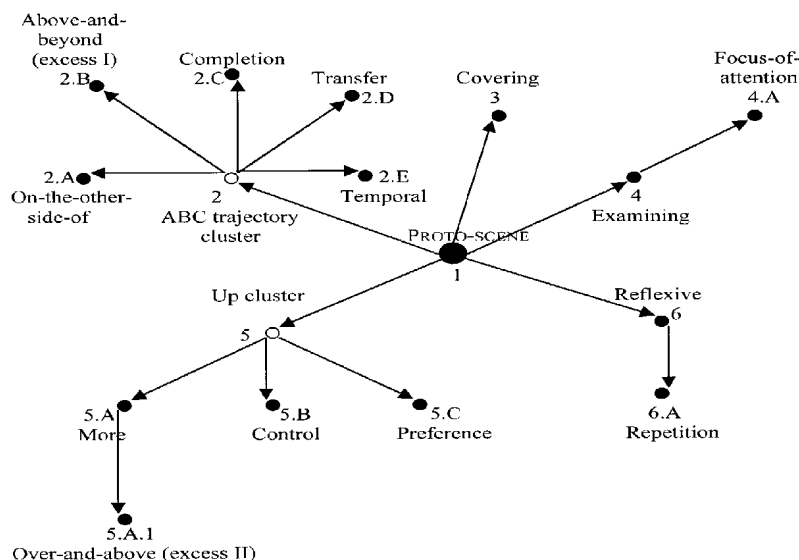 Above-and-
beyond
(excess I)
2.B
Completion
2.C
Transfer
2.D
Covering
3
Focus-of-
attention
4.A
2.A
On-the-other-
side-of
2
ABC trajectory
cluster
2.E
Temporal
4
Examining
PROTO-SCENE
1
Up cluster
5
Reflexive
6
5.A
More
5.B
Control
5.C
Preference
6.A
Repetition
5.A.1
Over-and-above (excess II)